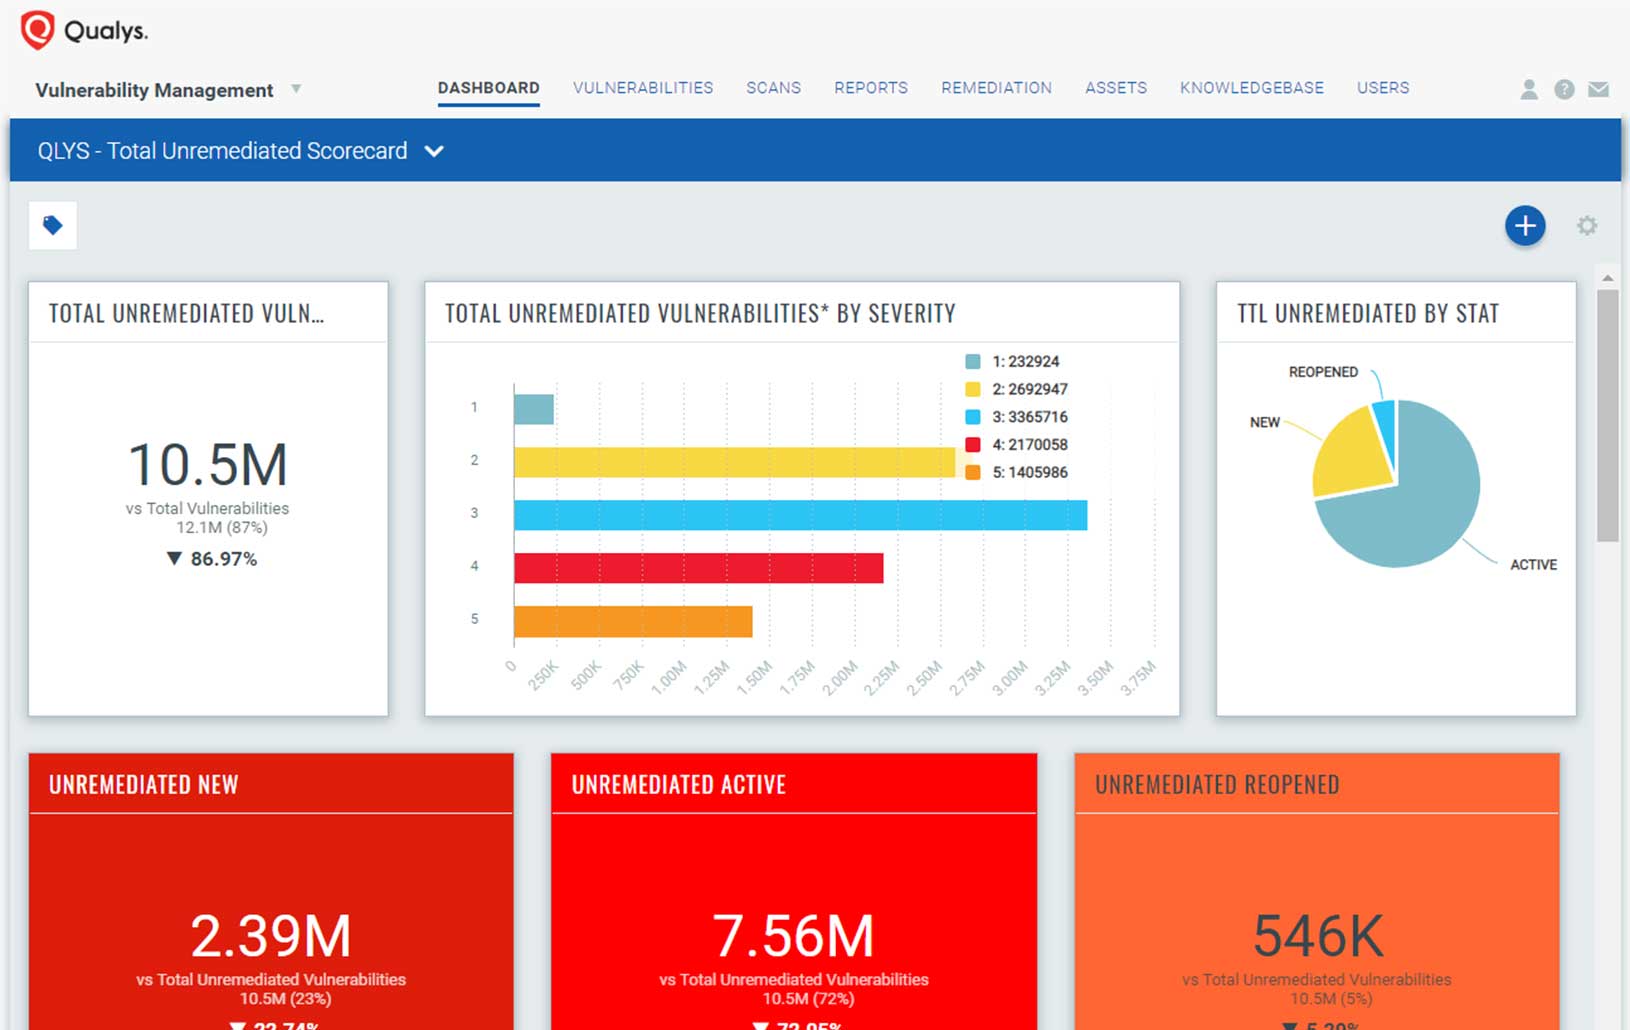 Qualys.
Vulnerability Management
DASHBOARD
VULNERABILITIES
SCANS
REPORTS
REMEDIATION
ASSETS
KNOWLEDGEBASE
USERS
?
QLYS - Total Unremediated Scorecard
TOTAL UNREMEDIATED VULN...
10.5M
vs Total Vulnerabilities
12.1M (87%)
▼ 86.97%
TOTAL UNREMEDIATED VULNERABILITIES* BY SEVERITY
1: 232924
2: 2692947
3: 3365716
4: 2170058
5: 1405986
1
2
3
4
5
0
250K
500K
750K
1.00M
1.25M
1.50M
1.75M
2.00M
2.25M
2.50M
2.75M
3.00M
3.25M
3.50M
3.75M
TTL UNREMEDIATED BY STAT
REOPENED
NEW
ACTIVE
UNREMEDIATED NEW
2.39M
vs Total Unremediated Vulnerabilities
10.5M (23%)
▼ 22.74%
UNREMEDIATED ACTIVE
7.56M
vs Total Unremediated Vulnerabilities
10.5M (72%)
▼ 72.05%
UNREMEDIATED REOPENED
546K
vs Total Unremediated Vulnerabilities
10.5M (5%)